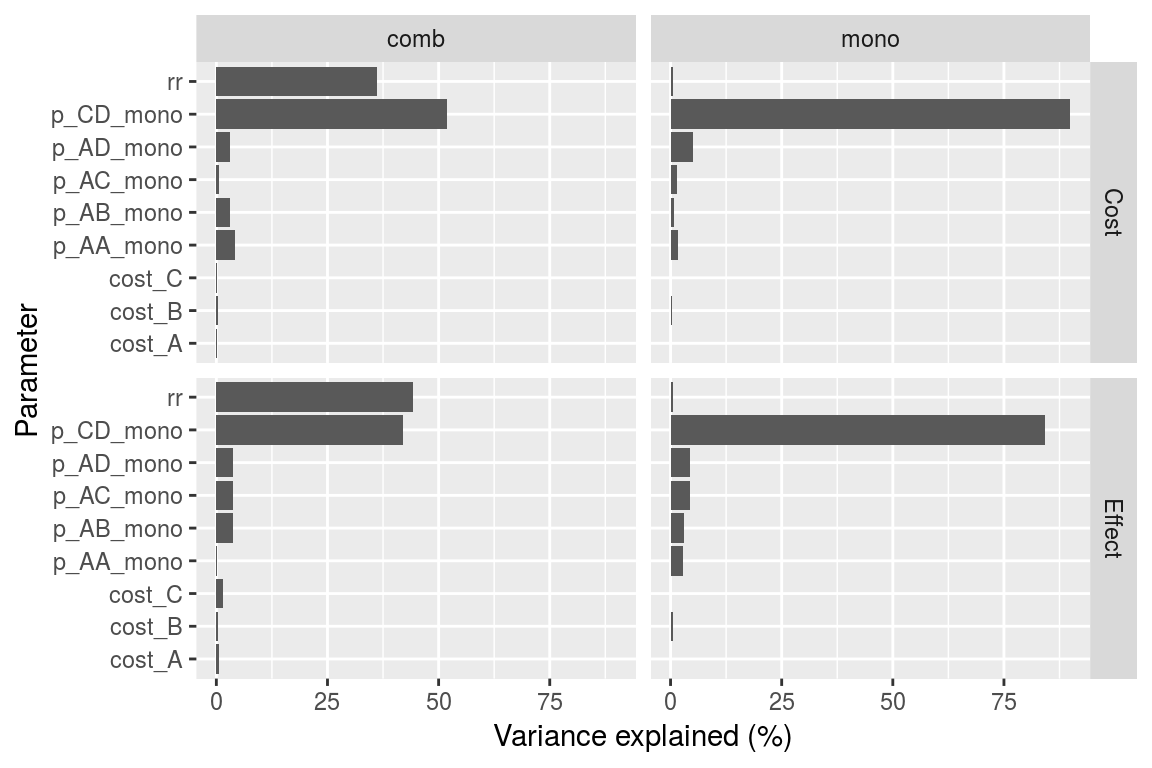 comb
mono
rr
p_CD_mono
p_AD_mono
p_AC_mono
p_AB_mono
p_AA_mono
cost_C
cost_B
cost_A
Cost
rr
p_CD_mono
p_AD_mono
p_AC_mono
p_AB_mono
p_AA_mono
cost_C
cost_B
cost_A
Effect
Parameter
0 25 50 75
0 25 50 75
Variance explained (%)